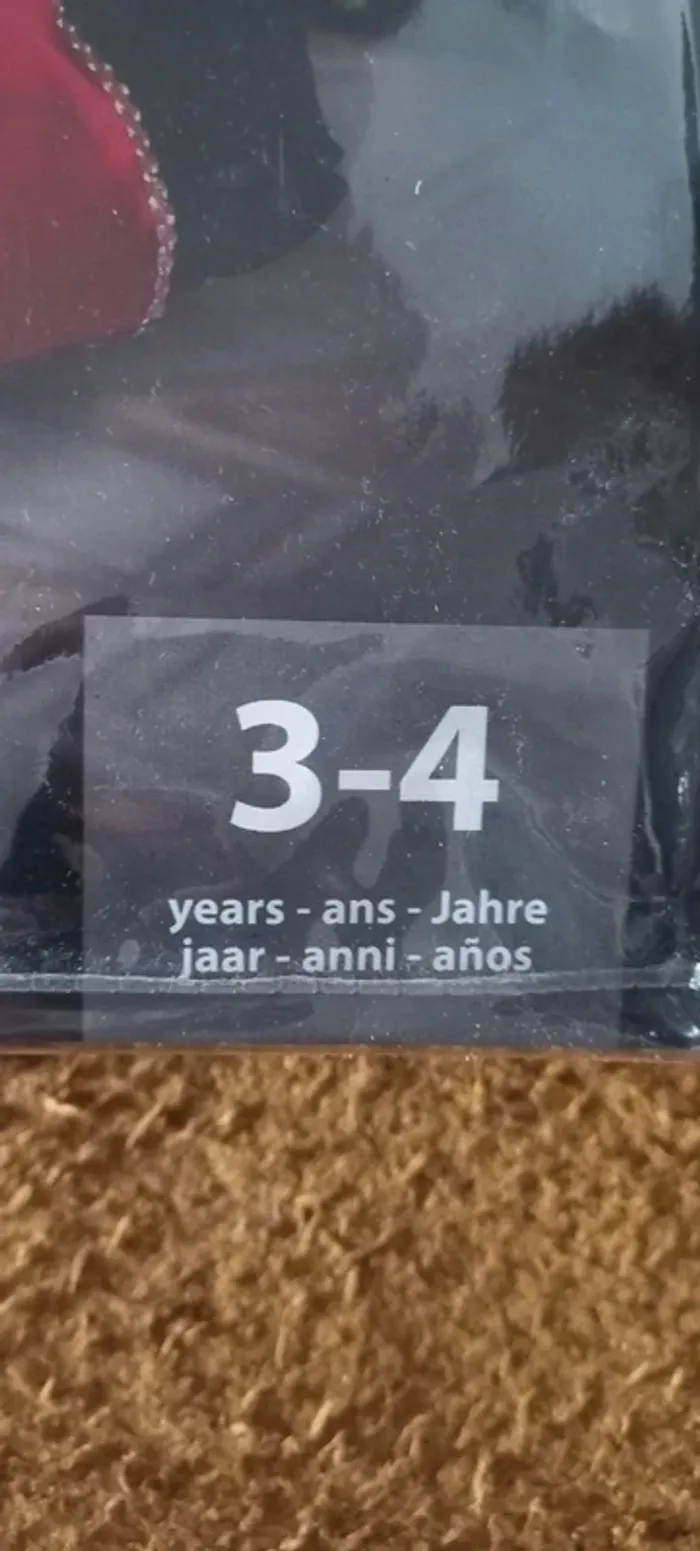 3-4
years - ans - Jahre
jaar - anni - años